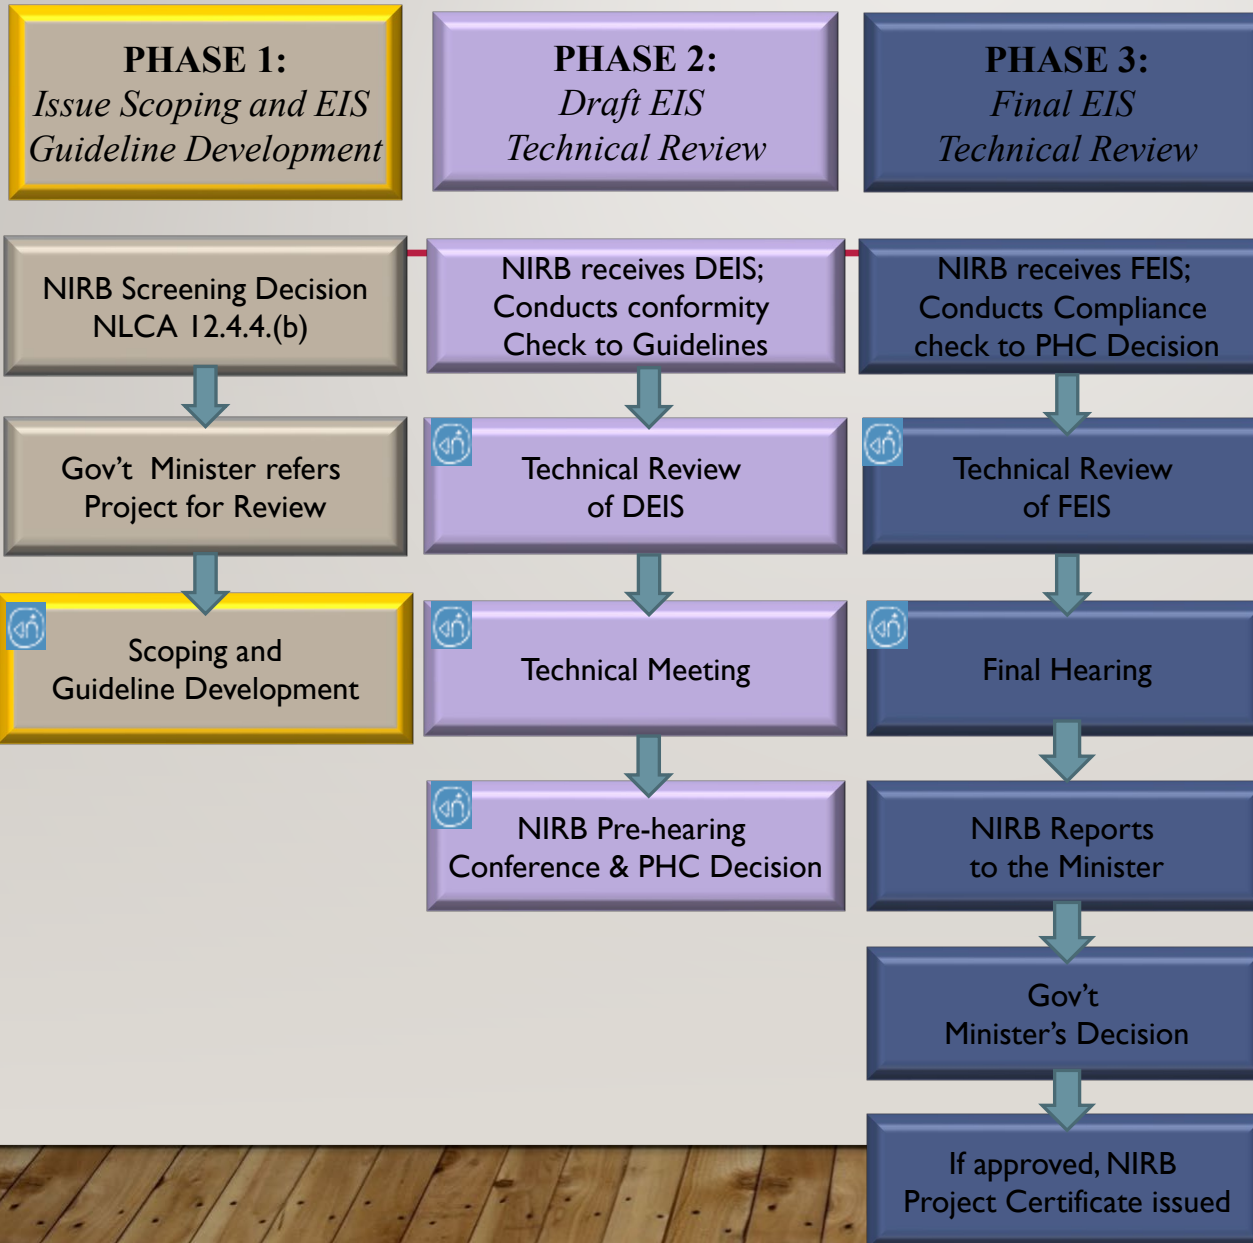 PHASE 1:
Issue Scoping and EIS
Guideline Development
NIRB Screening Decision
NLCA 12.4.4.(b)
Gov't  Minister refers
Project for Review
Scoping and
Guideline Development
PHASE 2:
Draft EIS
Technical Review
NIRB receives DEIS;
Conducts conformity
Check to Guidelines
Technical Review
of DEIS
Technical Meeting
NIRB Pre-hearing
Conference & PHC Decision
PHASE 3:
Final EIS
Technical Review
NIRB receives FEIS;
Conducts Compliance
check to PHC Decision
Technical Review
of FEIS
Final Hearing
NIRB Reports
to the Minister
Gov't
Minister's Decision
If approved, NIRB
Project Certificate issued